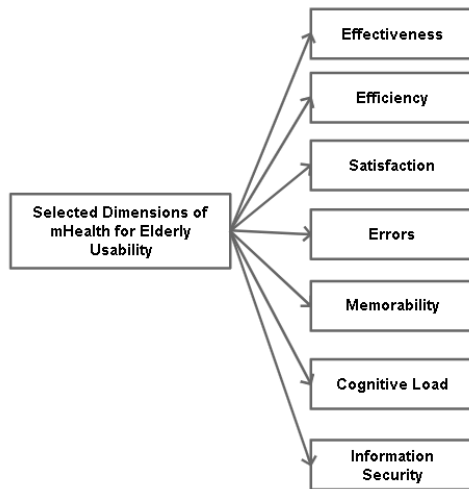 Effectiveness
Efficiency
Satisfaction
Selected Dimensions of
mHealth for Elderly
Usability
Errors
Memorability
Cognitive Load
Information
Security